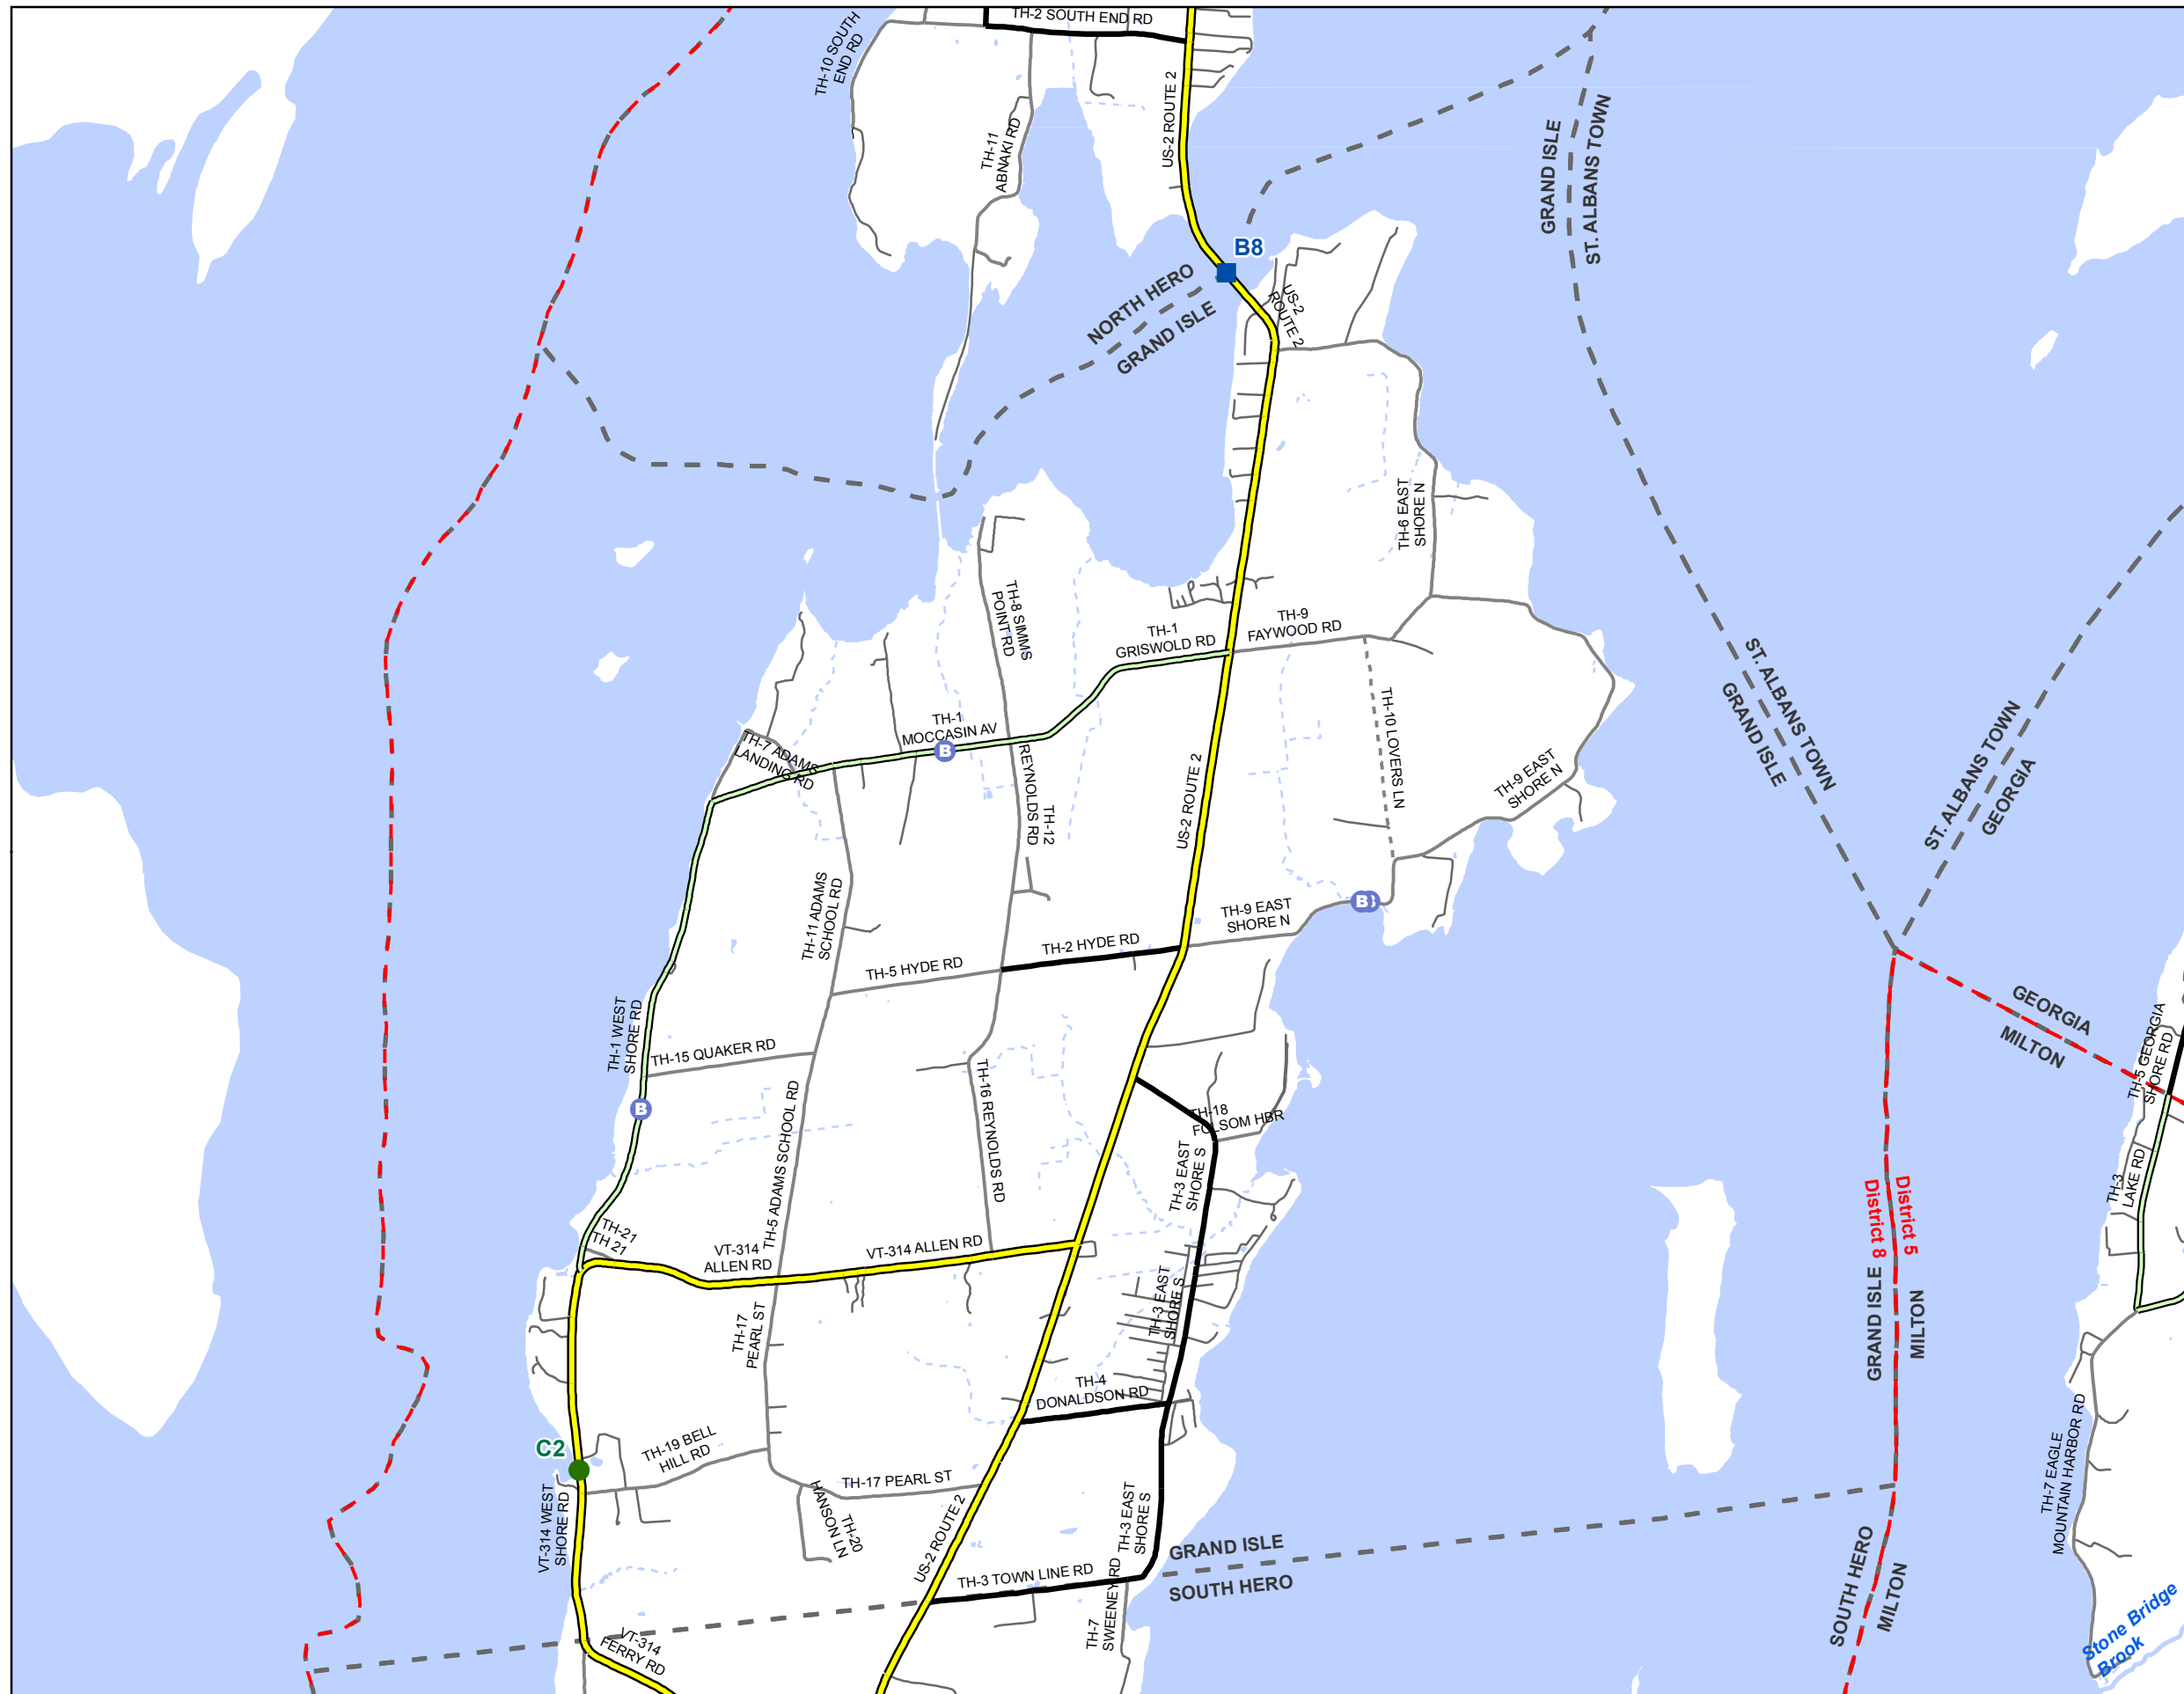 TH-2 SOUTH END RD
TH-10 SOUTH
END RD
US-2 ROUTE 2
TH-11
ABNAKI RD
GRAND ISLE
ST. ALBANS TOWN
B8
NORTH HERO
GRAND ISLE
US-2
ROUTE 2
TH-6 EAST
SHORE N
TH-8 SIMMS
POINT RD
TH-1
GRISWOLD RD
TH-9
FAYWOOD RD
ST. ALBANS TOWN
GRAND ISLE
ST. ALBANS TOWN
GEORGIA
TH-1
MOCCASIN AV
B
TH-7 ADAMS
LANDING RD
TH-12
REYNOLDS RD
US-2 ROUTE 2
TH-10 LOVERS LN
TH-9 EAST
SHORE N
TH-11 ADAMS
SCHOOL RD
TH-9 EAST
SHORE N
B
B
TH-2 HYDE RD
TH-5 HYDE RD
GEORGIA
MILTON
TH-5 GEORGIA
SHORE RD
TH-1 WEST
SHORE RD
TH-15 QUAKER RD
B
TH-16 REYNOLDS RD
TH-5 ADAMS SCHOOL RD
TH-18
FOLSOM HBR
TH-3 EAST
SHORE S
TH-3
LAKE RD
District 8
District 5
TH-21
TH 21
VT-314
ALLEN RD
VT-314 ALLEN RD
TH-3 EAST
SHORE S
GRAND ISLE
MILTON
TH-17
PEARL ST
TH-4
DONALDSON RD
C2
TH-19 BELL
HILL RD
TH-17 PEARL ST
TH-20
HANSON LN
VT-314 WEST
SHORE RD
US-2 ROUTE 2
TH-3 EAST
SHORE S
TH-7 EAGLE
MOUNTAIN HARBOR RD
GRAND ISLE
SOUTH HERO
TH-3 TOWN LINE RD
TH-7
SWEENEY RD
SOUTH HERO
MILTON
VT-314
FERRY RD
Stone Bridge
Brook